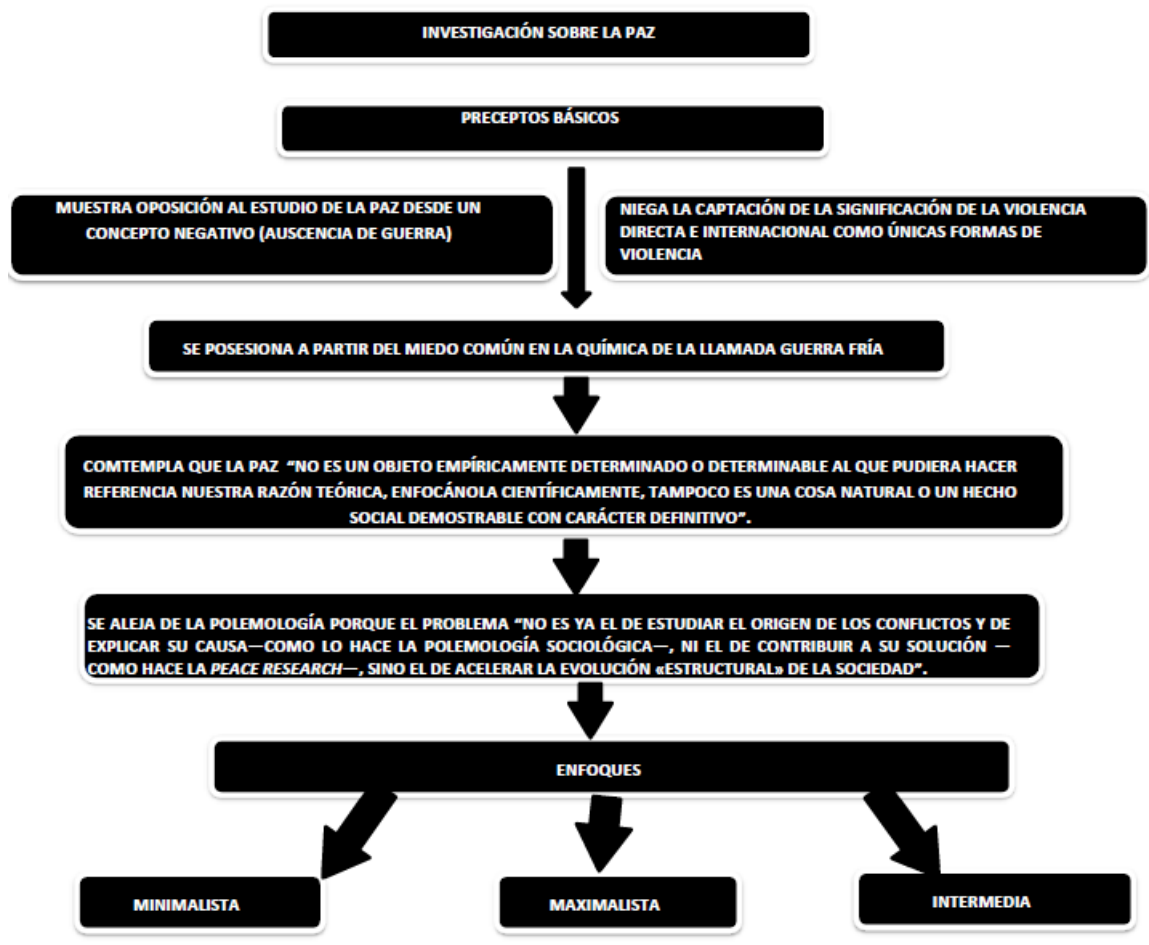 INVESTIGACIÓN SOBRE LA PAZ
PRECEPTOS BÁSICOS
MUESTRA OPOSICIÓN AL ESTUDIO DE LA PAZ DESDE UN
CONCEPTO NEGATIVO (AUSCENCIA DE GUERRA)
NIEGA LA CAPTACIÓN DE LA SIGNIFICACIÓN DE LA VIOLENCIA
DIRECTA E INTERNACIONAL COMO ÚNICAS FORMAS DE
VIOLENCIA
SE POSESIONA A PARTIR DEL MIEDO COMÚN EN LA QUÍMICA DE LA LLAMADA GUERRA FRÍA
COMTEMPLA QUE LA PAZ “NO ES UN OBJETO EMPÍRICAMENTE DETERMINADO O DETERMINABLE AL QUE PUDIERA HACER
REFERENCIA NUESTRA RAZÓN TEÓRICA, ENFOCÁNOLA CIENTÍFICAMENTE, TAMPOCO ES UNA COSA NATURAL O UN HECHO
SOCIAL DEMOSTRABLE CON CARÁCTER DEFINITIVO”.
SE ALEJA DE LA POLEMOLOGÍA PORQUE EL PROBLEMA “NO ES YA EL DE ESTUDIAR EL ORIGEN DE LOS CONFLICTOS Y DE
EXPLICAR SU CAUSA—COMO LO HACE LA POLEMOLOGÍA SOCIOLÓGICA—, NI EL DE CONTRIBUIR A SU SOLUCIÓN —
COMO HACE LA PEACE RESEARCH—, SINO EL DE ACELERAR LA EVOLUCIÓN «ESTRUCTURAL» DE LA SOCIEDAD”.
ENFOQUES
MINIMALISTA
MAXIMALISTA
INTERMEDIA